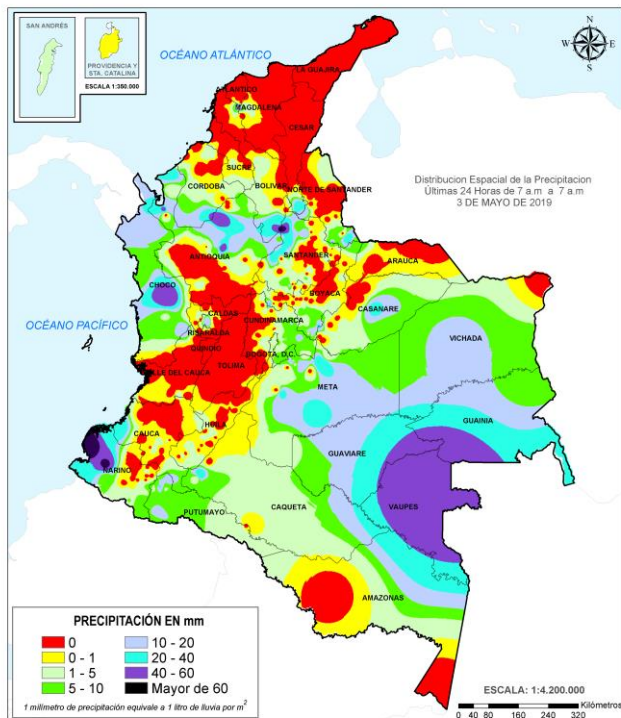 SAN ANDRÉS
PROVIDENCIA Y
STA. CATALINA
ESCALA 1:350.000
OCÉANO ATLÁNTICO
N
W
E
S
LA GUAJIRA
ATLANTICO
MAGDALENA
CESAR
SUCRE
CORDOBA
BOLIVAR
NORTE DE SANTANDER
Distribucion Espacial de la Precipitacion
Últimas 24 Horas de 7 a.m a 7 a.m
3 DE MAYO DE 2019
ANTIOQUIA
SANTANDER
ARAUCA
CHOCO
BOYACA
CASANARE
OCÉANO PACÍFICO
CALDAS
CUNDINAMARCA
RISARALDA
VICHADA
QUINDIO
BOGOTA, D.C.
TOLIMA
VALLE DEL CAUCA
META
GUAINIA
HUILA
CAUCA
GUAVIARE
NARIÑO
VAUPES
CAQUETA
PUTUMAYO
AMAZONAS
PRECIPITACIÓN EN mm
0
10 - 20
0 - 1
20 - 40
1 - 5
40 - 60
5 - 10
Mayor de 60
1 milímetro de precipitación equivale a 1 litro de lluvia por m2
ESCALA: 1:4.200.000
Kilómetros
0 40 80 160 240 320